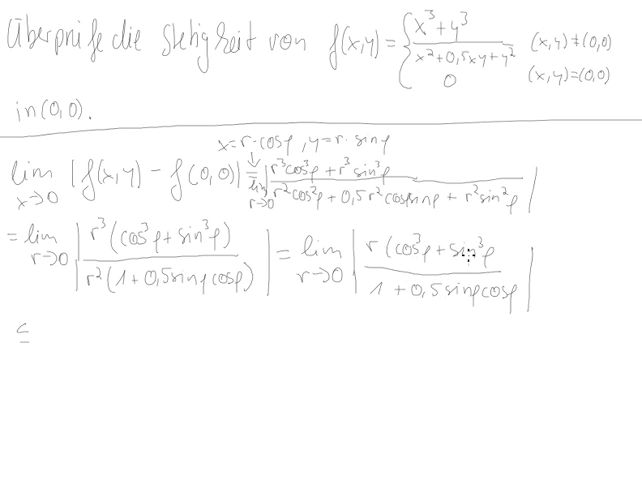 Überprüfe die Stetigkeit von f(x,y) = { x³+y³ / x²+0,5xy+y² (x,y)≠(0,0)
0 (x,y)=(0,0)
in (0,0).
x=r·cosφ, y=r·sinφ
lim x→0 |f(x,y) - f(0,0)| = lim r→0 | r³cos³φ + r³sin³φ / r²cos²φ + 0,5r²cosφsinφ + r²sin²φ |
= lim r→0 | r³(cos³φ+sin³φ) / r²(1+0,5sinφcosφ) | = lim r→0 | r(cos³φ+sin³φ / 1+0,5sinφcosφ |
≤